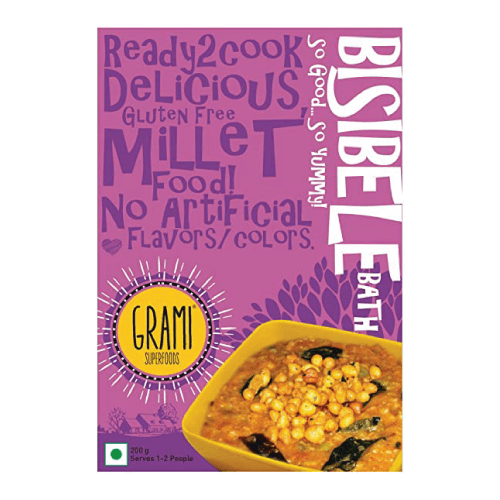 Ready2cook
Delicious,
Gluten Free
Millet
Food!
No Artificial
Flavors/colors.
BISIBELE BATH
So Good... So Yummy!
GRAMI
SUPERFOODS
200 g
Serves 1-2 People